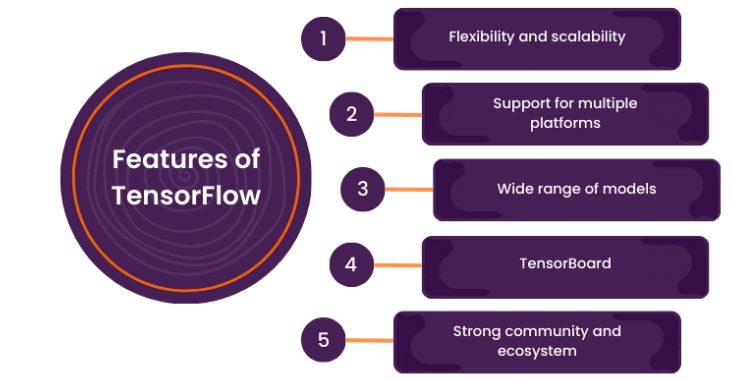 Features of
TensorFlow
1
Flexibility and scalability
2
Support for multiple
platforms
3
Wide range of models
4
TensorBoard
5
Strong community and
ecosystem